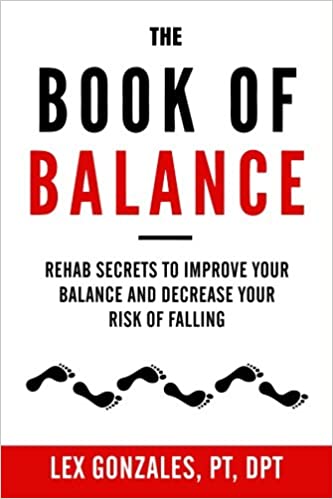 THE
BOOK OF
BALANCE
REHAB SECRETS TO IMPROVE YOUR
BALANCE AND DECREASE YOUR
RISK OF FALLING
LEX GONZALES, PT, DPT